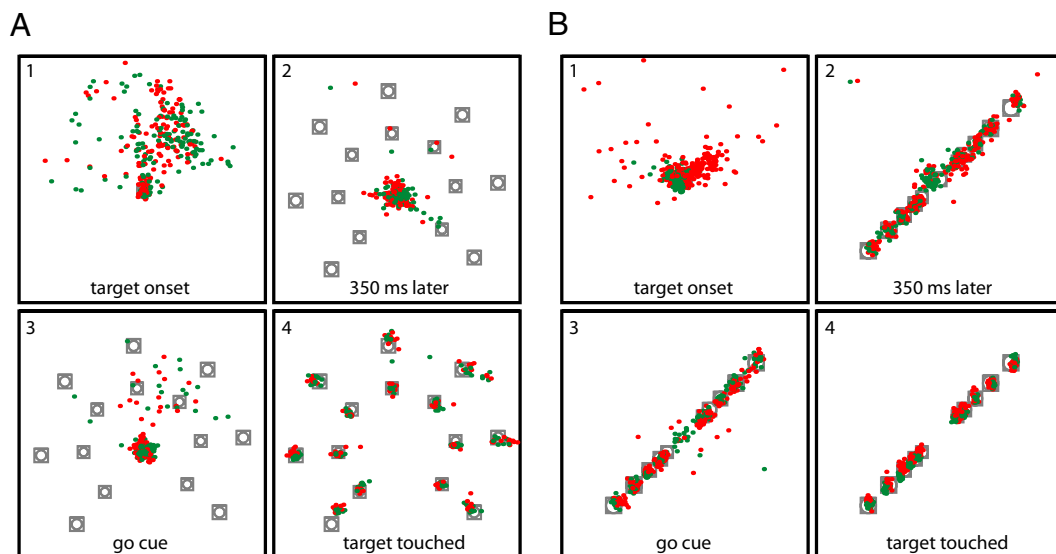 A
B
1
target onset
2
350 ms later
3
go cue
4
target touched
1
target onset
2
350 ms later
3
go cue
4
target touched